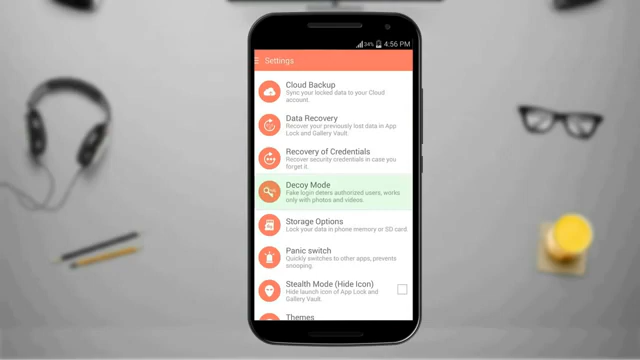 34% 4:56 PM
Settings
Cloud Backup
Sync your locked data to your Cloud
account.
Data Recovery
Recover your previously lost data in App
Lock and Gallery Vault.
Recovery of Credentials
Recover security credentials in case you
forget it.
Decoy Mode
Fake login deters authorized users, works
only with photos and videos.
Storage Options
Lock your data in phone memory or SD card.
Panic switch
Quickly switches to other apps, prevents
snooping.
Stealth Mode (Hide Icon)
Hide launch icon of App Lock and
Gallery Vault.
Themes